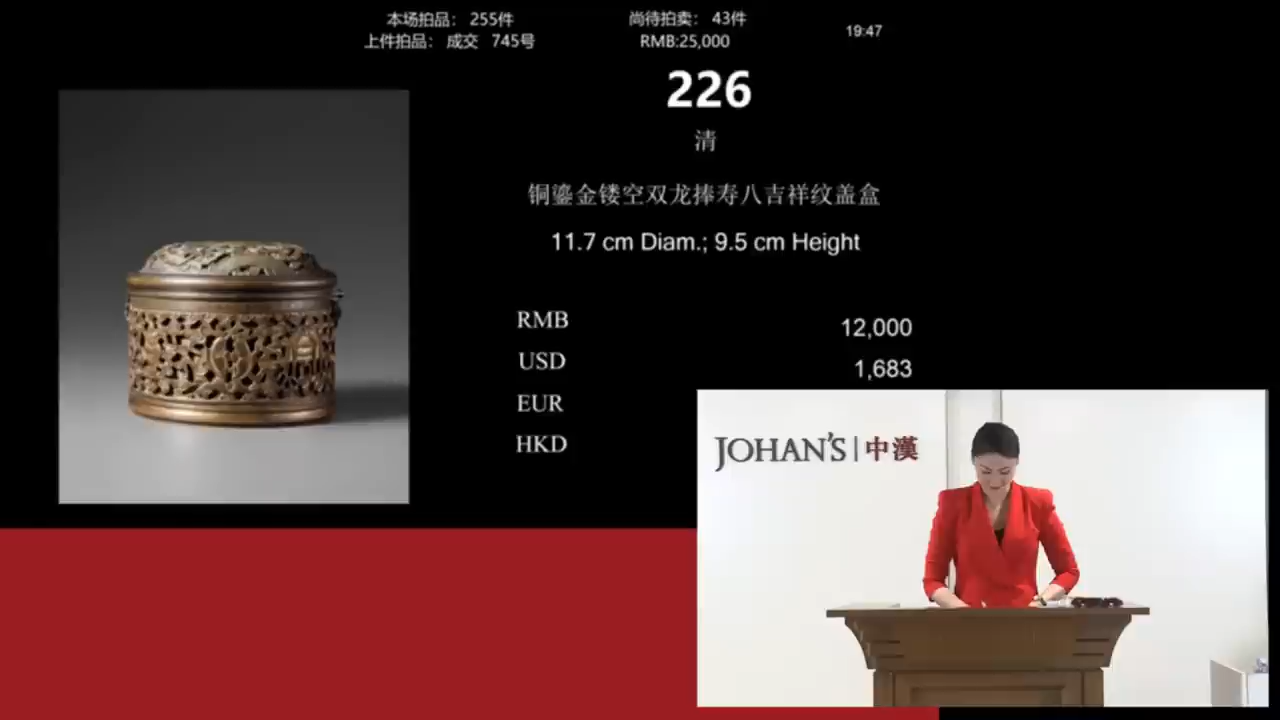 本场拍品： 255件
尚待拍卖： 43件
上件拍品： 成交 745号
RMB:25,000
19:47
226
清
铜鎏金镂空双龙捧寿八吉祥纹盖盒
11.7 cm Diam.; 9.5 cm Height
RMB 12,000
USD 1,683
EUR
HKD
JOHAN'S | 中漢